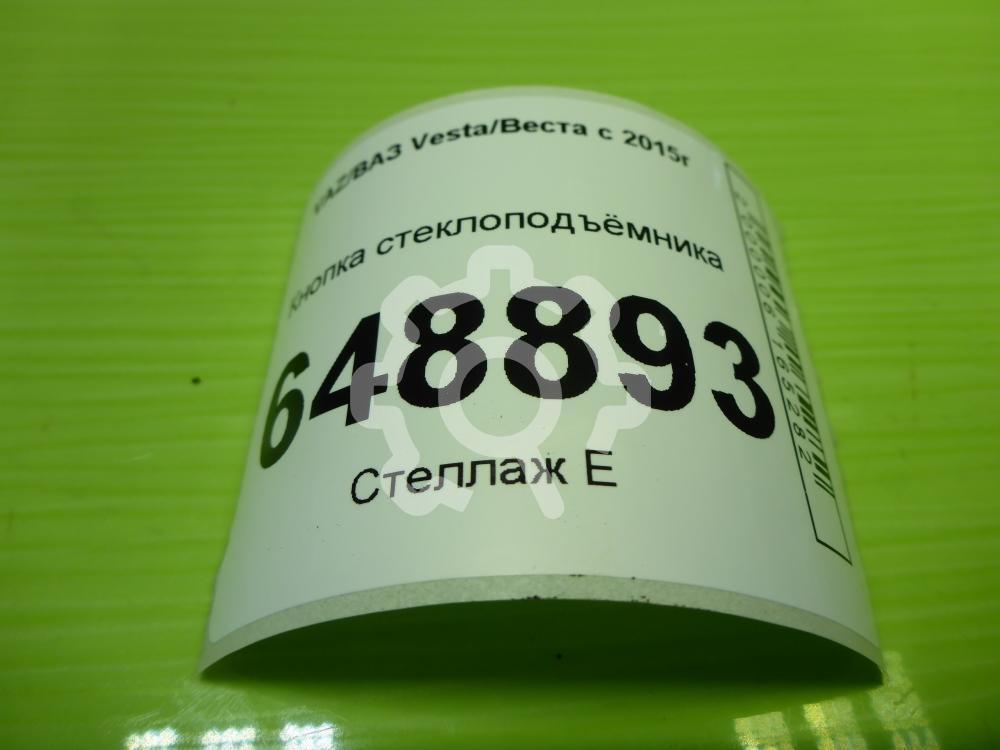 VAZ/ВАЗ Vesta/Веста с 2015г
Кнопка стеклоподъёмника
648893
Стеллаж Е